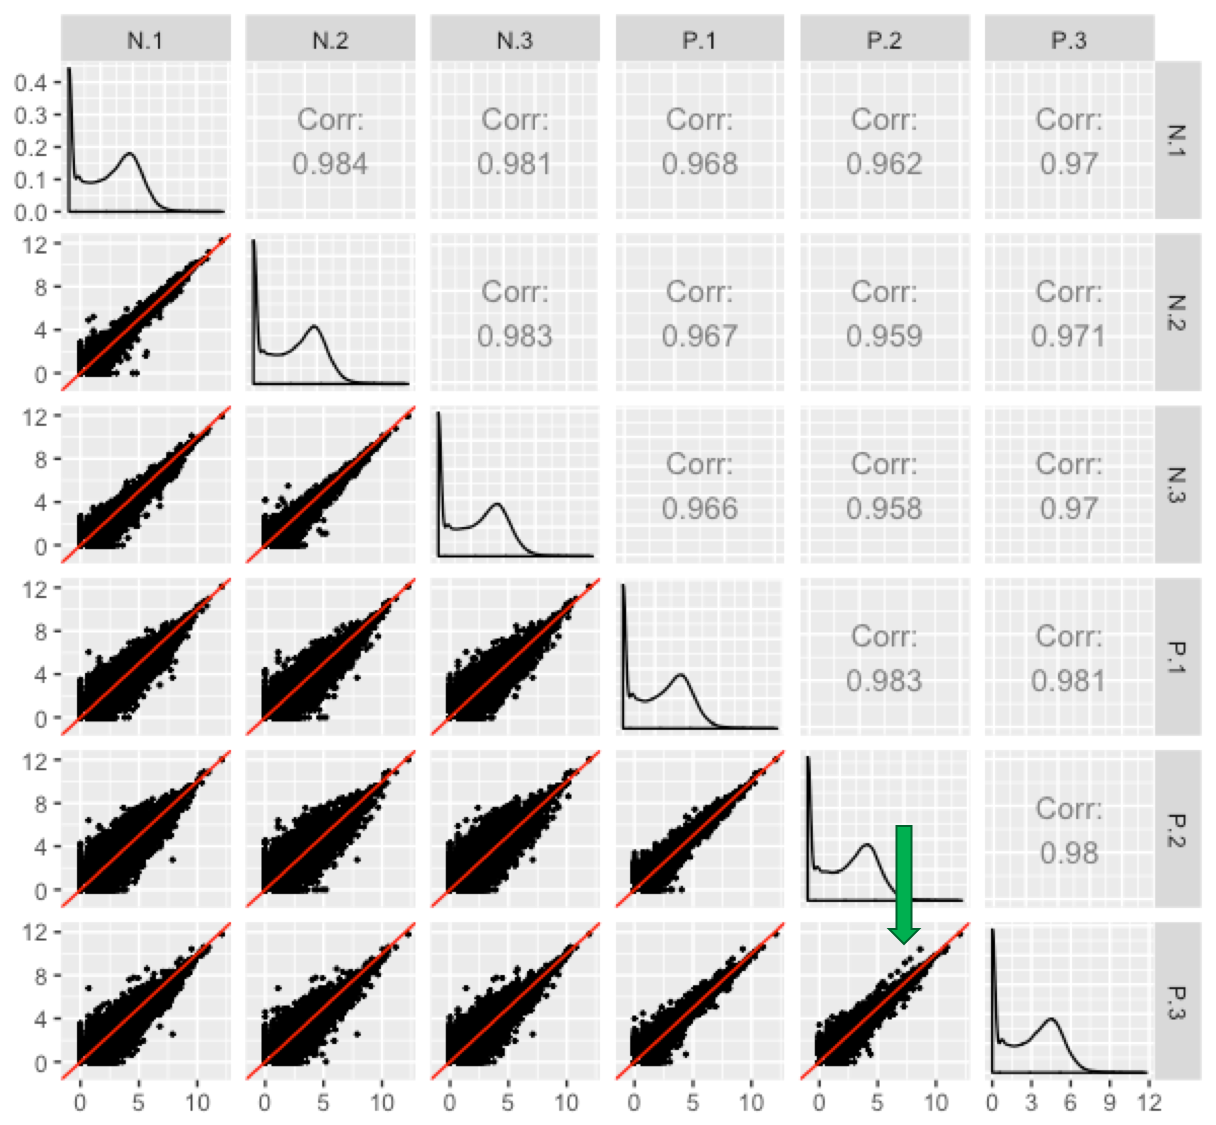 N.1 N.2 N.3 P.1 P.2 P.3
0.4
0.3
0.2
0.1
0.0
Corr: Corr: Corr: Corr: Corr:
0.984 0.981 0.968 0.962 0.97
N.1
12
8
4
0
Corr: Corr: Corr: Corr:
0.983 0.967 0.959 0.971
N.2
12
8
4
0
Corr: Corr: Corr:
0.966 0.958 0.97
N.3
12
8
4
0
Corr: Corr:
0.983 0.981
P.1
12
8
4
0
Corr:
0.98
P.2
12
8
4
0
P.3
0 5 10 0 5 10 0 5 10 0 5 10 0 5 10 0 3 6 9 12